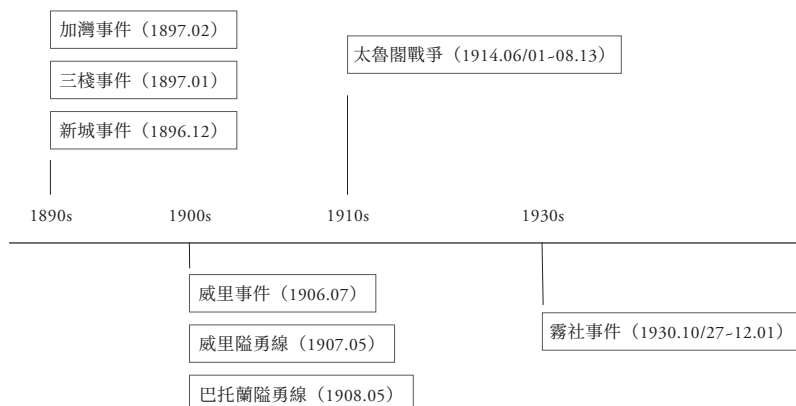 加灣事件（1897.02）
三棧事件（1897.01）
新城事件（1896.12）
太魯閣戰爭（1914.06/01~08.13）
1890s
1900s
1910s
1930s
威里事件（1906.07）
威里隘勇線（1907.05）
巴托蘭隘勇線（1908.05）
霧社事件（1930.10/27~12.01）